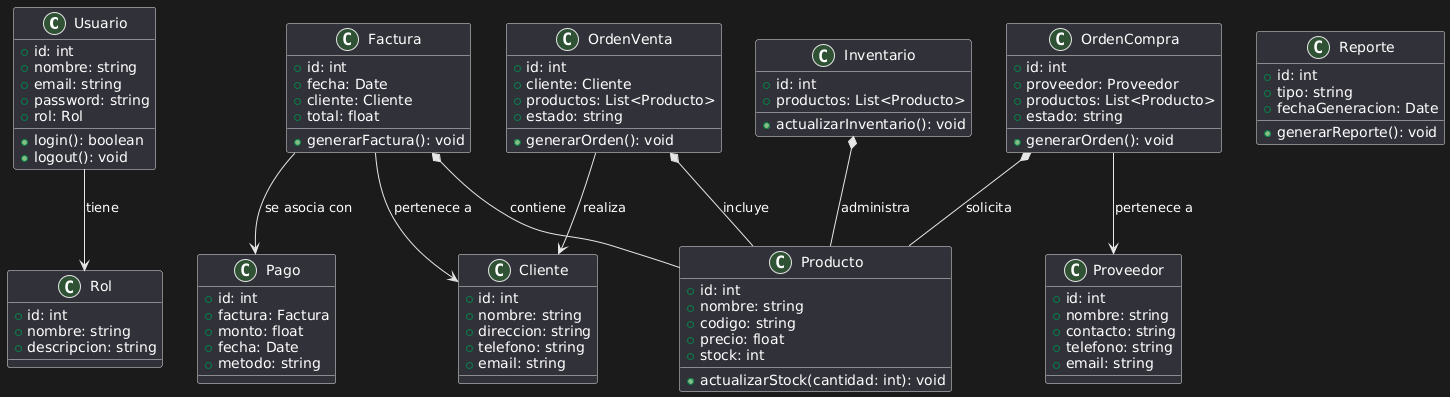 C Usuario
id: int
nombre: string
email: string
password: string
rol: Rol
login(): boolean
logout(): void
C Factura
id: int
fecha: Date
cliente: Cliente
total: float
generarFactura(): void
C OrdenVenta
id: int
cliente: Cliente
productos: List<Producto>
estado: string
generarOrden(): void
C Inventario
id: int
productos: List<Producto>
actualizarInventario(): void
C OrdenCompra
id: int
proveedor: Proveedor
productos: List<Producto>
estado: string
generarOrden(): void
C Reporte
id: int
tipo: string
fechaGeneracion: Date
generarReporte(): void
tiene
se asocia con
pertenece a
contiene
realiza
incluye
administra
solicita
pertenece a
C Rol
id: int
nombre: string
descripcion: string
C Pago
id: int
factura: Factura
monto: float
fecha: Date
metodo: string
C Cliente
id: int
nombre: string
direccion: string
telefono: string
email: string
C Producto
id: int
nombre: string
codigo: string
precio: float
stock: int
actualizarStock(cantidad: int): void
C Proveedor
id: int
nombre: string
contacto: string
telefono: string
email: string